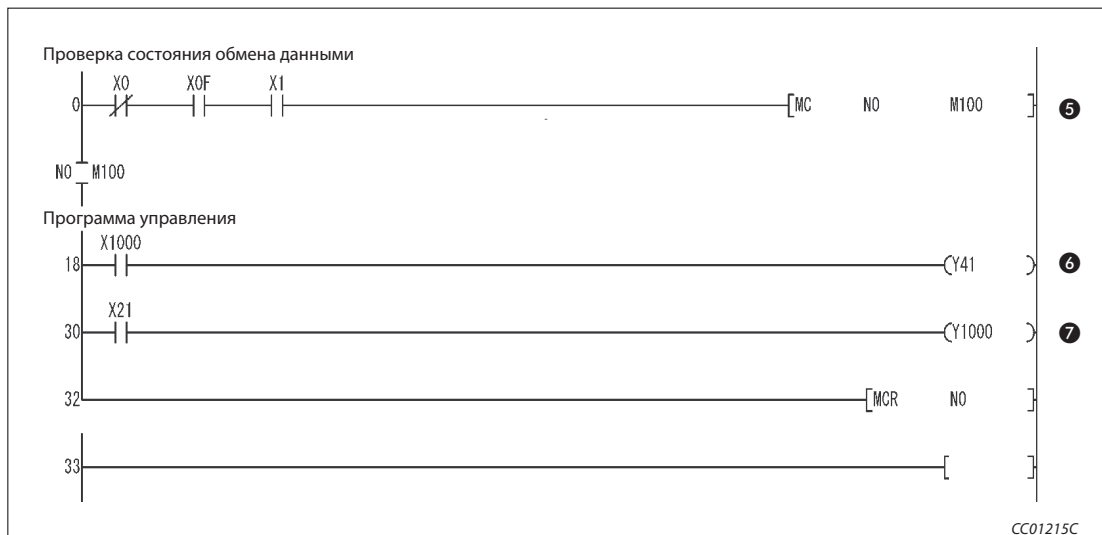 Проверка состояния обмена данными
X0 X0F X1
0 [MC N0 M100 ] 5
N0 M100
Программа управления
X1000
18 (Y41 ) 6
X21
30 (Y1000 ) 7
32 [MCR N0 ]
33 [ ]
CC01215C